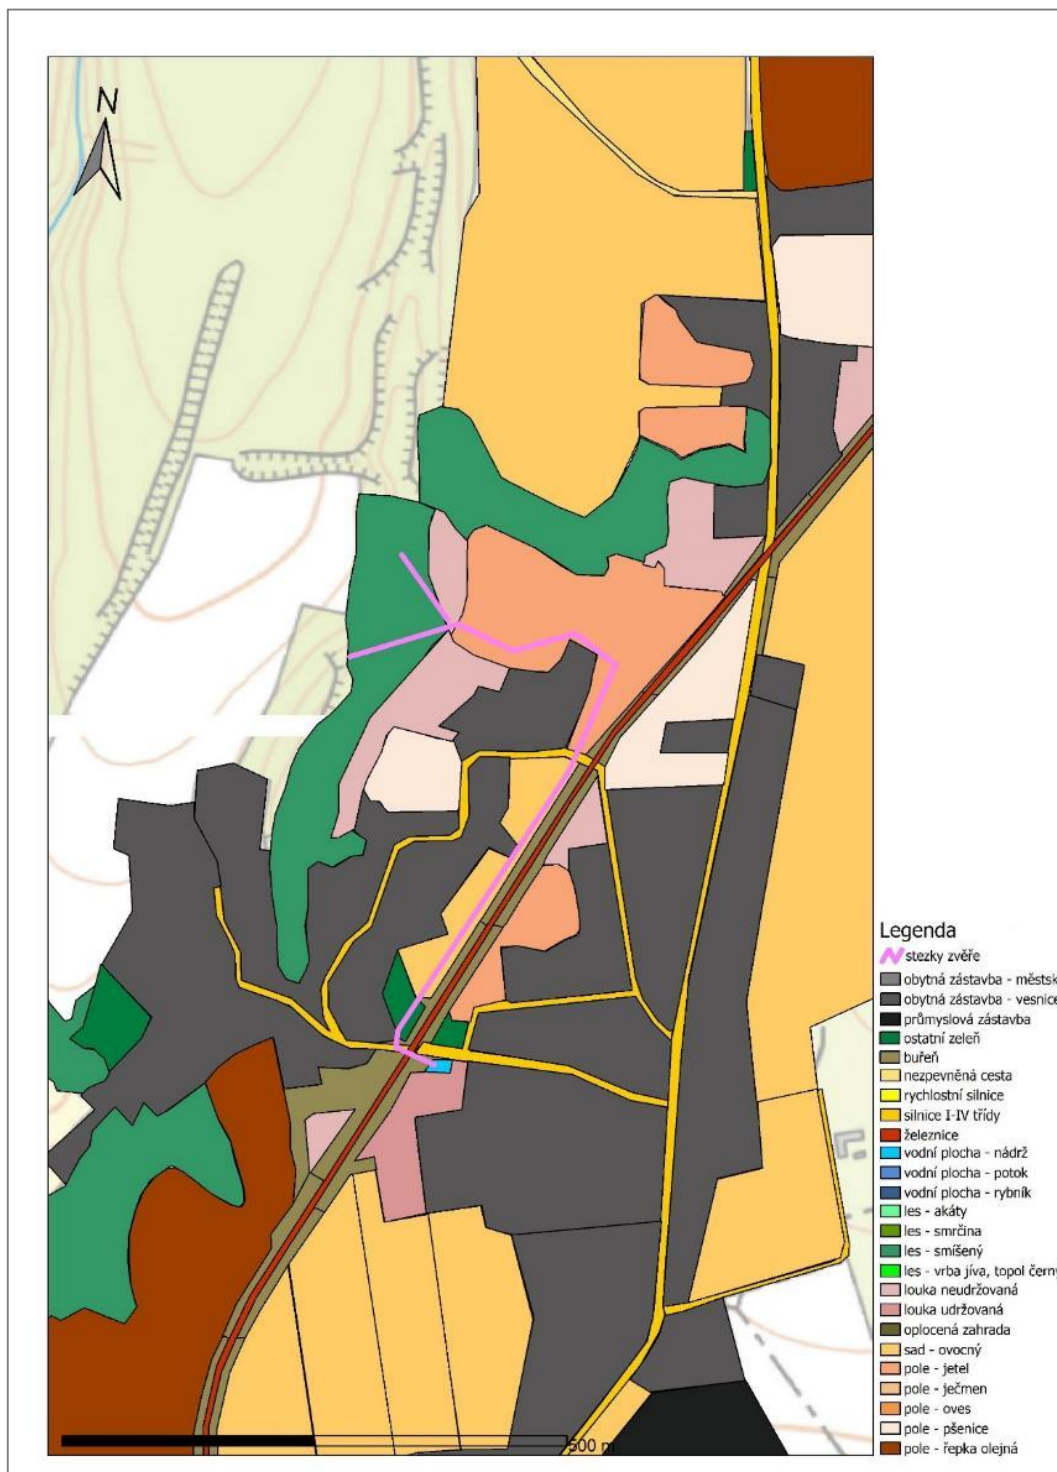 N
Legenda
stezky zvěře
obytná zástavba - městsk
obytná zástavba - vesnice
průmyslová zástavba
ostatní zeleň
buřeň
nezpevněná cesta
rychlostní silnice
silnice I-IV třídy
železnice
vodní plocha - nádrž
vodní plocha - potok
vodní plocha - rybník
les - akáty
les - smrčina
les - smíšený
les - vrba jíva, topol černý
louka neudržovaná
louka udržovaná
oplocená zahrada
sad - ovocný
pole - jetel
pole - ječmen
pole - oves
pole - pšenice
pole - řepka olejná
500 m